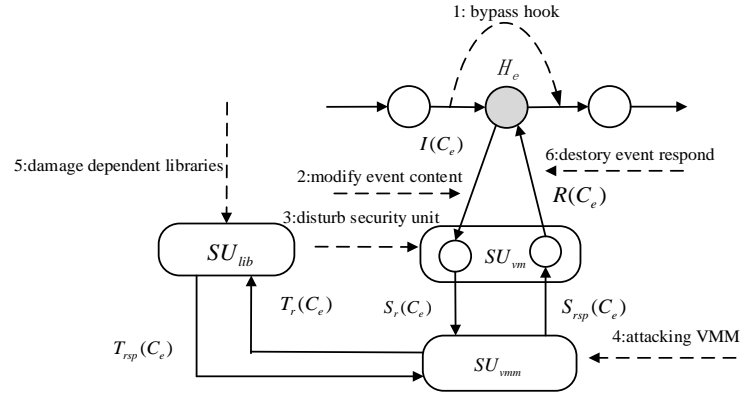 1: bypass hook
H_e
I(C_e)
5:damage dependent libraries
2:modify event content
6:destory event respond
R(C_e)
3:disturb security unit
SU_lib
SU_vm
T_r(C_e)
S_r(C_e)
S_rsp(C_e)
T_rsp(C_e)
4:attacking VMM
SU_vmm